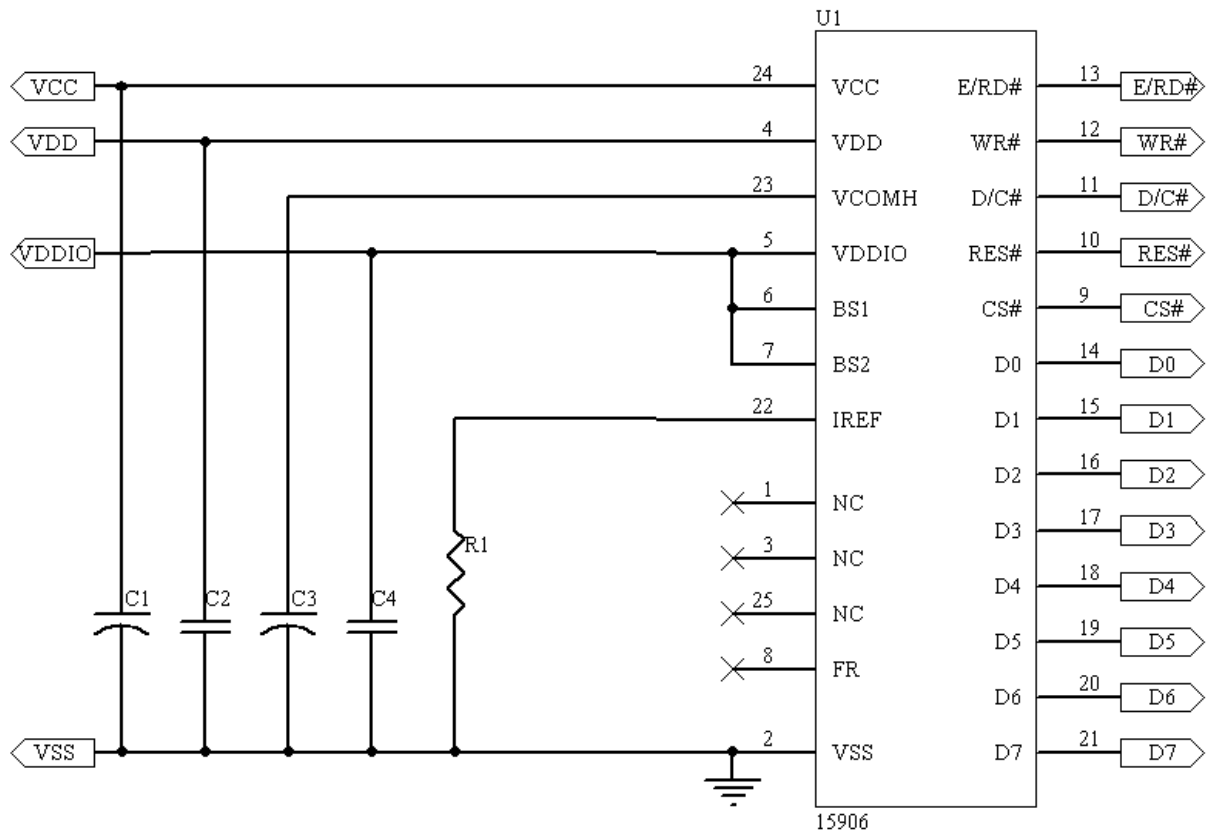 U1
VCC 24 VCC E/RD# 13 E/RD#
VDD 4 VDD WR# 12 WR#
23 VCOMH D/C# 11 D/C#
VDDIO 5 VDDIO RES# 10 RES#
6 BS1 CS# 9 CS#
7 BS2 D0 14 D0
22 IREF D1 15 D1
D2 16 D2
1 NC
D3 17 D3
R1
3 NC
D4 18 D4
C1 C2 C3 C4
25 NC
D5 19 D5
8 FR
D6 20 D6
VSS 2 VSS D7 21 D7
15906